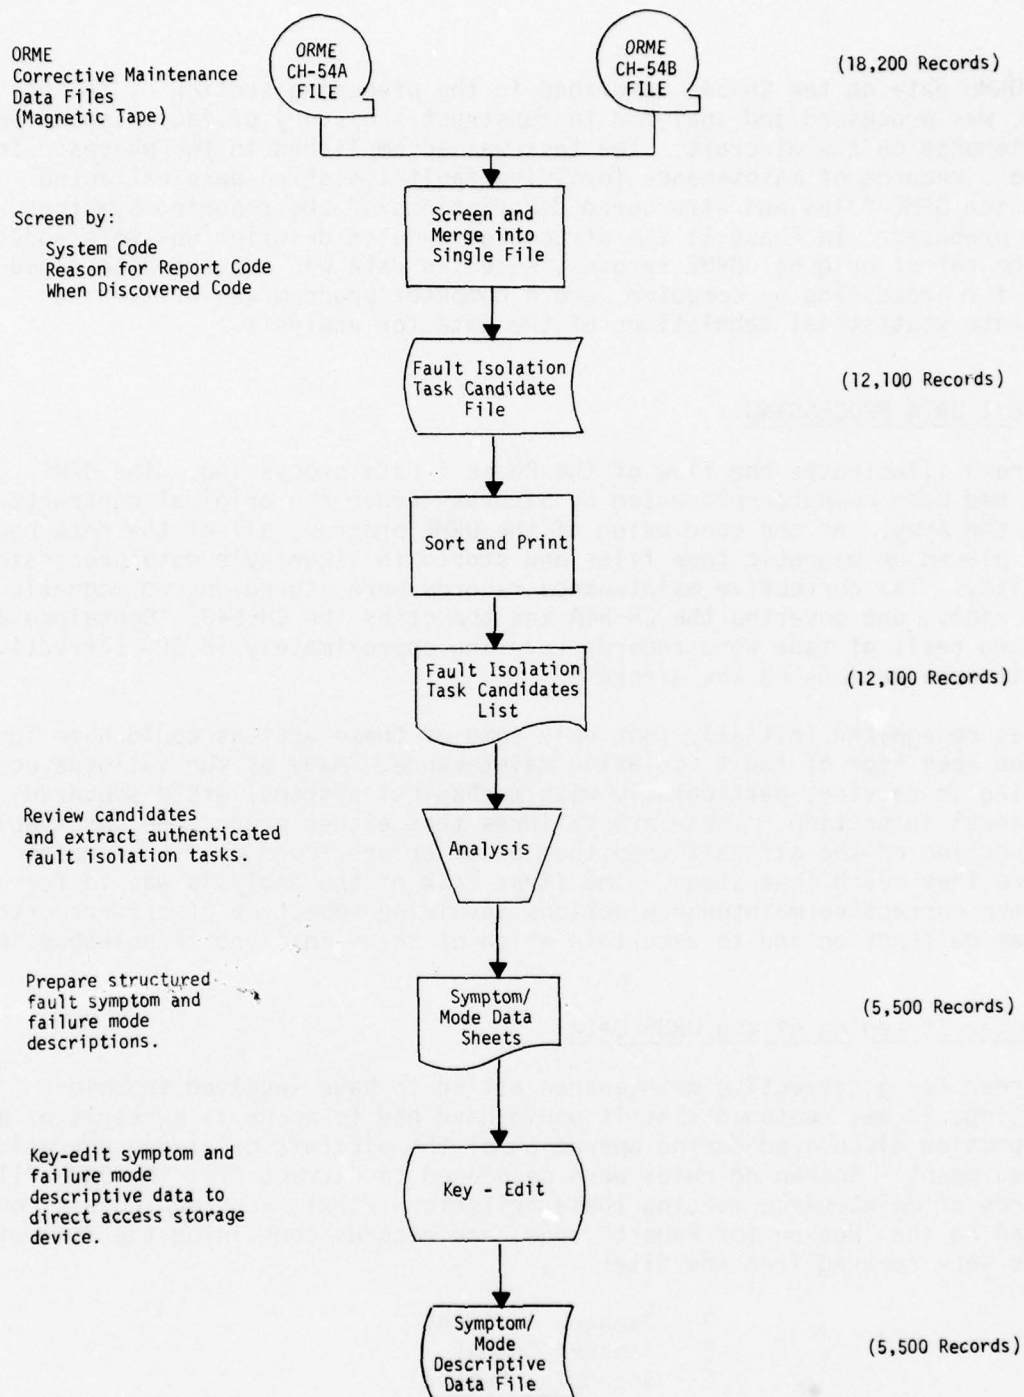 ORME
Corrective Maintenance
Data Files
(Magnetic Tape)
ORME
CH-54A
FILE
ORME
CH-54B
FILE
(18,200 Records)
Screen by:
System Code
Reason for Report Code
When Discovered Code
Screen and
Merge into
Single File
Fault Isolation
Task Candidate
File
(12,100 Records)
Sort and Print
Fault Isolation
Task Candidates
List
(12,100 Records)
Review candidates
and extract authenticated
fault isolation tasks.
Analysis
Prepare structured
fault symptom and
failure mode
descriptions.
Symptom/
Mode Data
Sheets
(5,500 Records)
Key-edit symptom and
failure mode
descriptive data to
direct access storage
device.
Key - Edit
Symptom/
Mode
Descriptive
Data File
(5,500 Records)